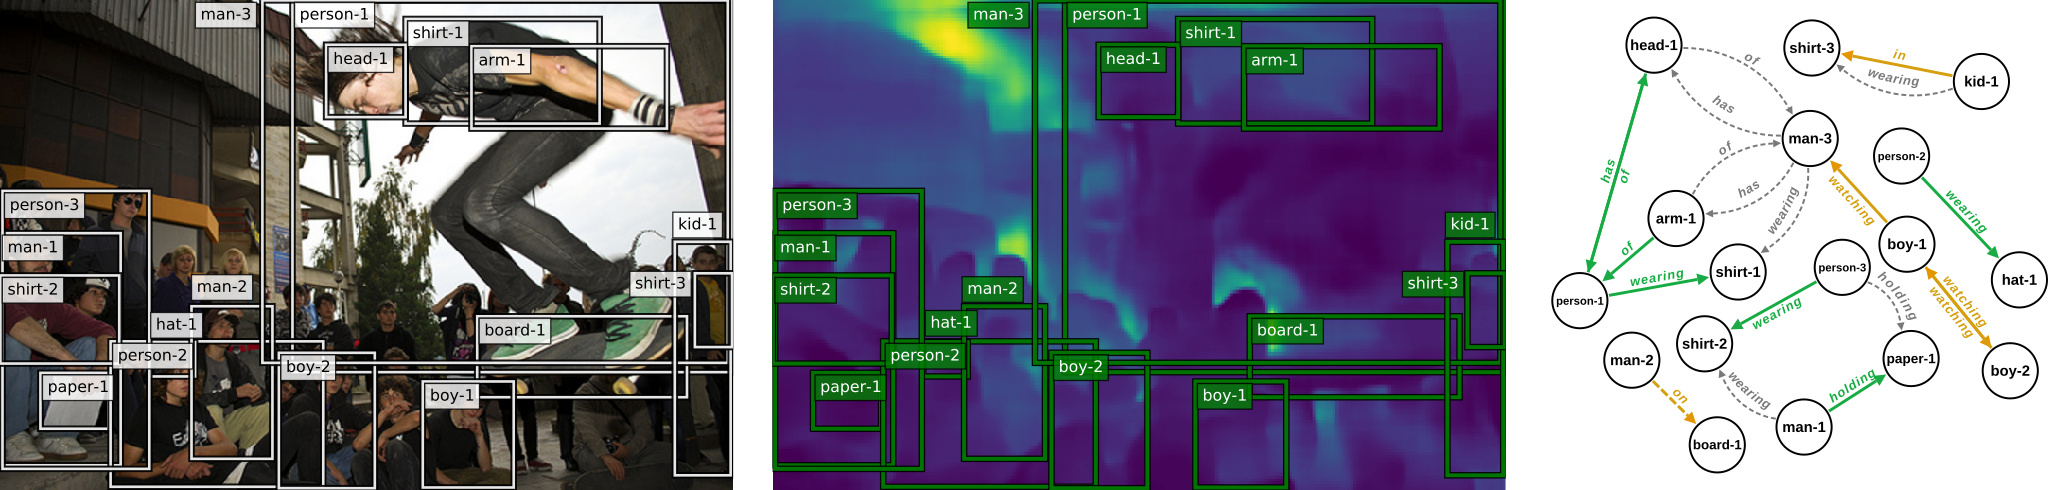 man-3
person-1
shirt-1
head-1
arm-1
person-3
man-1
shirt-2
man-2
kid-1
shirt-3
hat-1
board-1
person-2
boy-2
paper-1
boy-1
man-3
person-1
shirt-1
head-1
arm-1
person-3
man-1
shirt-2
man-2
kid-1
shirt-3
hat-1
board-1
person-2
boy-2
paper-1
boy-1
head-1
of
has
shirt-3
in
wearing
kid-1
man-3
has
of
of
has
wearing
watching
person-2
wearing
arm-1
of
boy-1
person-1
wearing
shirt-1
person-3
holding
wearing
hat-1
watching
watching
shirt-2
man-2
on
paper-1
boy-2
wearing
holding
man-1
board-1